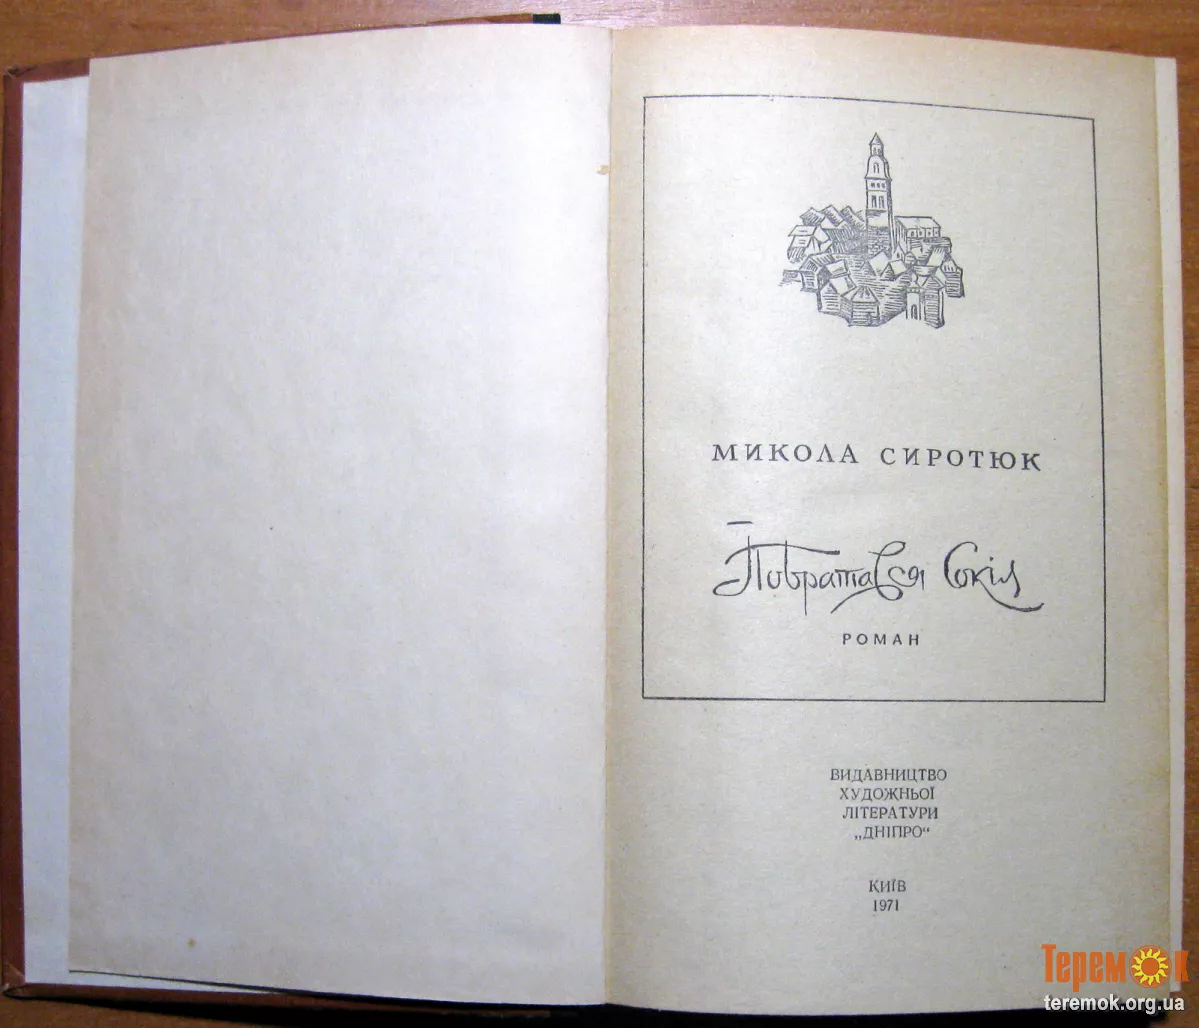 МИКОЛА СИРОТЮК
Побратався Сокіл
РОМАН
ВИДАВНИЦТВО
ХУДОЖНЬОЇ
ЛІТЕРАТУРИ
„ДНІПРО“
КИЇВ
1971
Теремок
teremok.org.ua